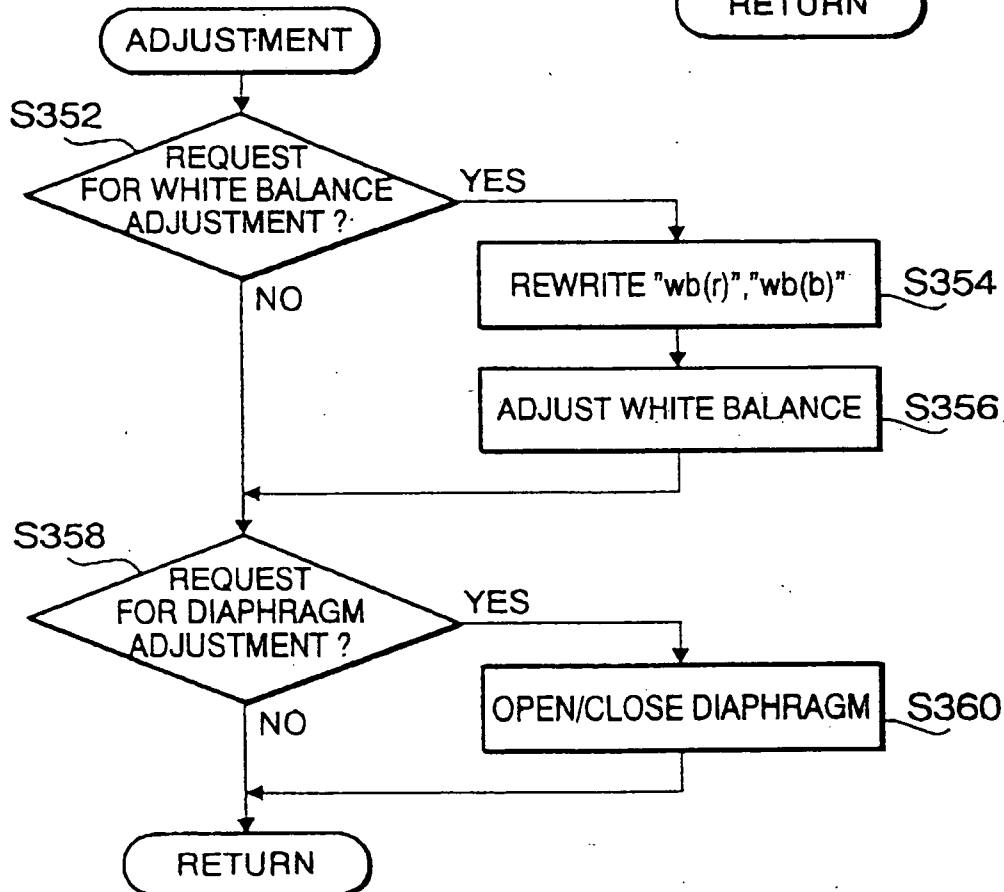 RETURN
ADJUSTMENT
S352
REQUEST
FOR WHITE BALANCE
ADJUSTMENT ?
YES
NO
REWRITE "wb(r)","wb(b)"
S354
ADJUST WHITE BALANCE
S356
S358
REQUEST
FOR DIAPHRAGM
ADJUSTMENT ?
YES
NO
OPEN/CLOSE DIAPHRAGM
S360
RETURN